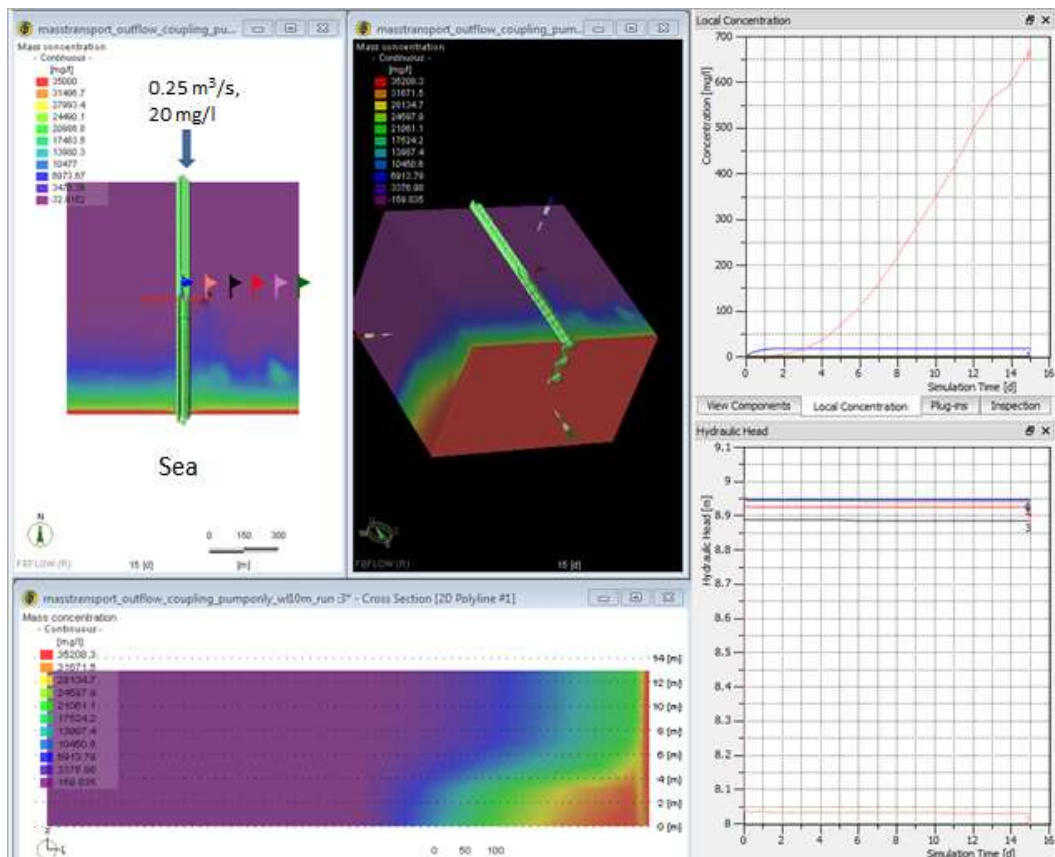 masstransport_outflow_coupling_pu...
Mass concentration
- Continuous -
[mg/l]
35000
31496.7
27993.4
24490.1
20986.8
17483.5
13980.3
10477
6973.67
0.25 m³/s,
20 mg/l
Sea
N
0 150 300
[m]
FEFLOW (R)
15 [d]
masstransport_outflow_coupling_pum...
Mass concentration
- Continuous -
[mg/l]
35208.3
31671.5
28134.7
24597.9
21061.1
17524.2
13987.4
10450.6
6913.79
3376.98
-159.835
FEFLOW (R)
15 [d]
Local Concentration
Concentration [mg/l]
700
600
500
400
300
200
100
0
0 2 4 6 8 10 12 14 16
Simulation Time [d]
View Components
Local Concentration
Plug-ins
Inspection
Hydraulic Head
Hydraulic Head [m]
9.1
9
8.9
8.8
8.7
8.6
8.5
8.4
8.3
8.2
8.1
8
3
0 2 4 6 8 10 12 14 16
Simulation Time [d]
masstransport_outflow_coupling_pumponly_wl10m_run :3* - Cross Section [2D Polyline #1]
Mass concentration
- Continuous -
[mg/l]
35208.3
31671.5
28134.7
24597.9
21061.1
17524.2
13987.4
10450.6
6913.79
3376.98
-159.835
14 [m]
12 [m]
10 [m]
8 [m]
6 [m]
4 [m]
2 [m]
0 [m]
0 50 100